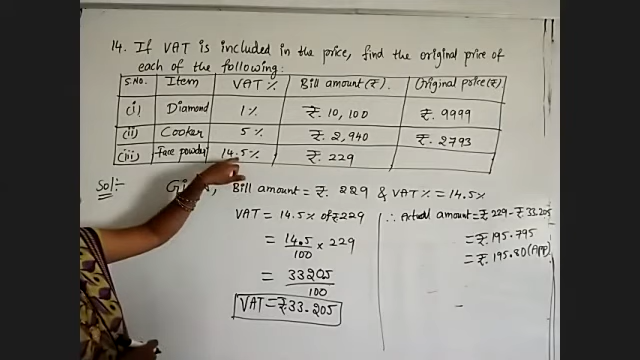 14. If VAT is included in the price, find the original price of
each of the following:
S.NO. Item VAT % Bill amount (₹). Original price (₹)
(i) Diamond 1% ₹. 10, 100 ₹. 9999
(ii) Cooker 5% ₹. 2,940 ₹. 2793
(iii) Face powder 14.5% ₹. 229
Sol:- Bill amount = ₹. 229 & VAT% = 14.5%
VAT = 14.5% of ₹229
= 14.5/100 × 229
= 33205/100
VAT = ₹33.205
∴ Actual amount = ₹229 - ₹33.205
= ₹.195.795
= ₹.195.80 (APP)